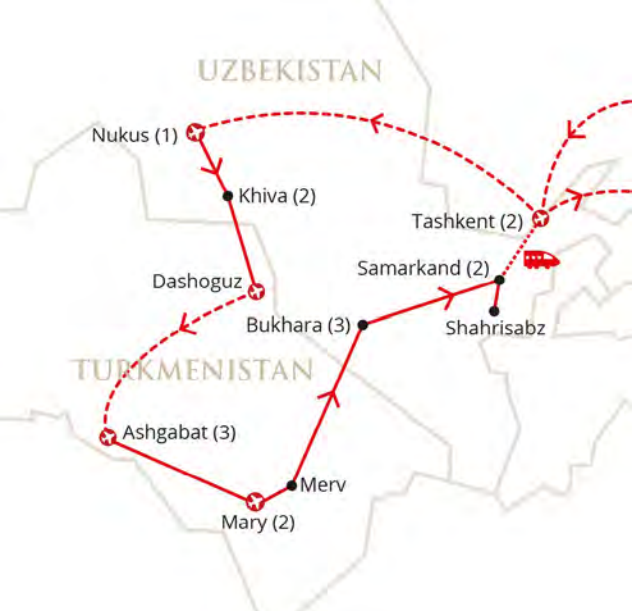 UZBEKISTAN
Nukus (1)
Khiva (2)
Tashkent (2)
Samarkand (2)
Dashoguz
Bukhara (3)
Shahrisabz
TURKMENISTAN
Ashgabat (3)
Merv
Mary (2)